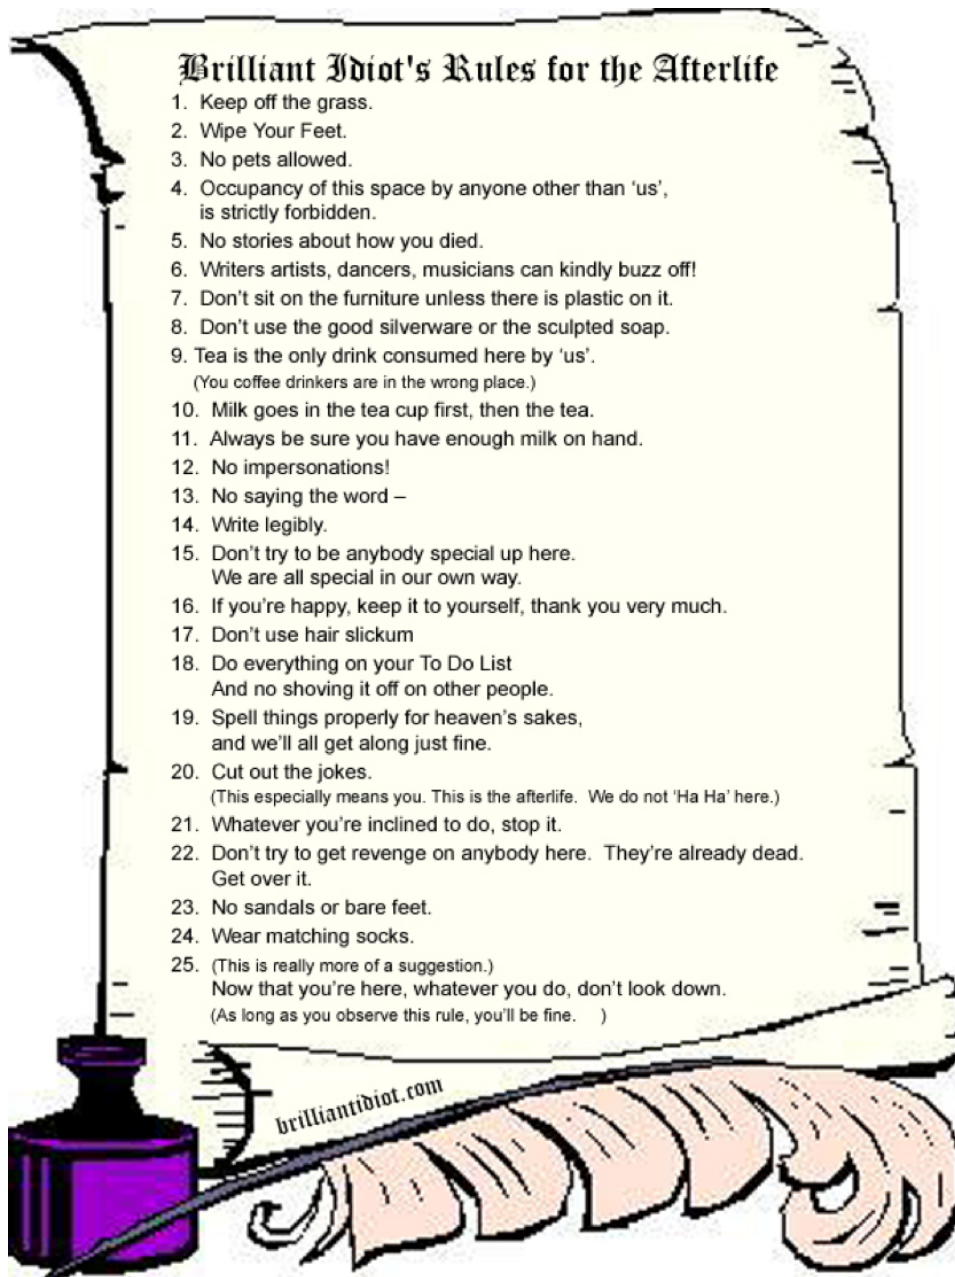 Brilliant Idiot's Rules for the Afterlife
1. Keep off the grass.
2. Wipe Your Feet.
3. No pets allowed.
4. Occupancy of this space by anyone other than ‘us’,
is strictly forbidden.
5. No stories about how you died.
6. Writers artists, dancers, musicians can kindly buzz off!
7. Don’t sit on the furniture unless there is plastic on it.
8. Don’t use the good silverware or the sculpted soap.
9. Tea is the only drink consumed here by ‘us’.
(You coffee drinkers are in the wrong place.)
10. Milk goes in the tea cup first, then the tea.
11. Always be sure you have enough milk on hand.
12. No impersonations!
13. No saying the word –
14. Write legibly.
15. Don’t try to be anybody special up here.
We are all special in our own way.
16. If you’re happy, keep it to yourself, thank you very much.
17. Don’t use hair slickum
18. Do everything on your To Do List
And no shoving it off on other people.
19. Spell things properly for heaven’s sakes,
and we’ll all get along just fine.
20. Cut out the jokes.
(This especially means you. This is the afterlife. We do not ‘Ha Ha’ here.)
21. Whatever you’re inclined to do, stop it.
22. Don’t try to get revenge on anybody here. They’re already dead.
Get over it.
23. No sandals or bare feet.
24. Wear matching socks.
25. (This is really more of a suggestion.)
Now that you’re here, whatever you do, don’t look down.
(As long as you observe this rule, you’ll be fine. )
brilliantidiot.com